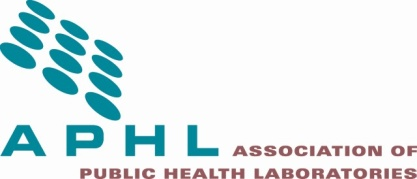 APHL ASSOCIATION OF
PUBLIC HEALTH LABORATORIES